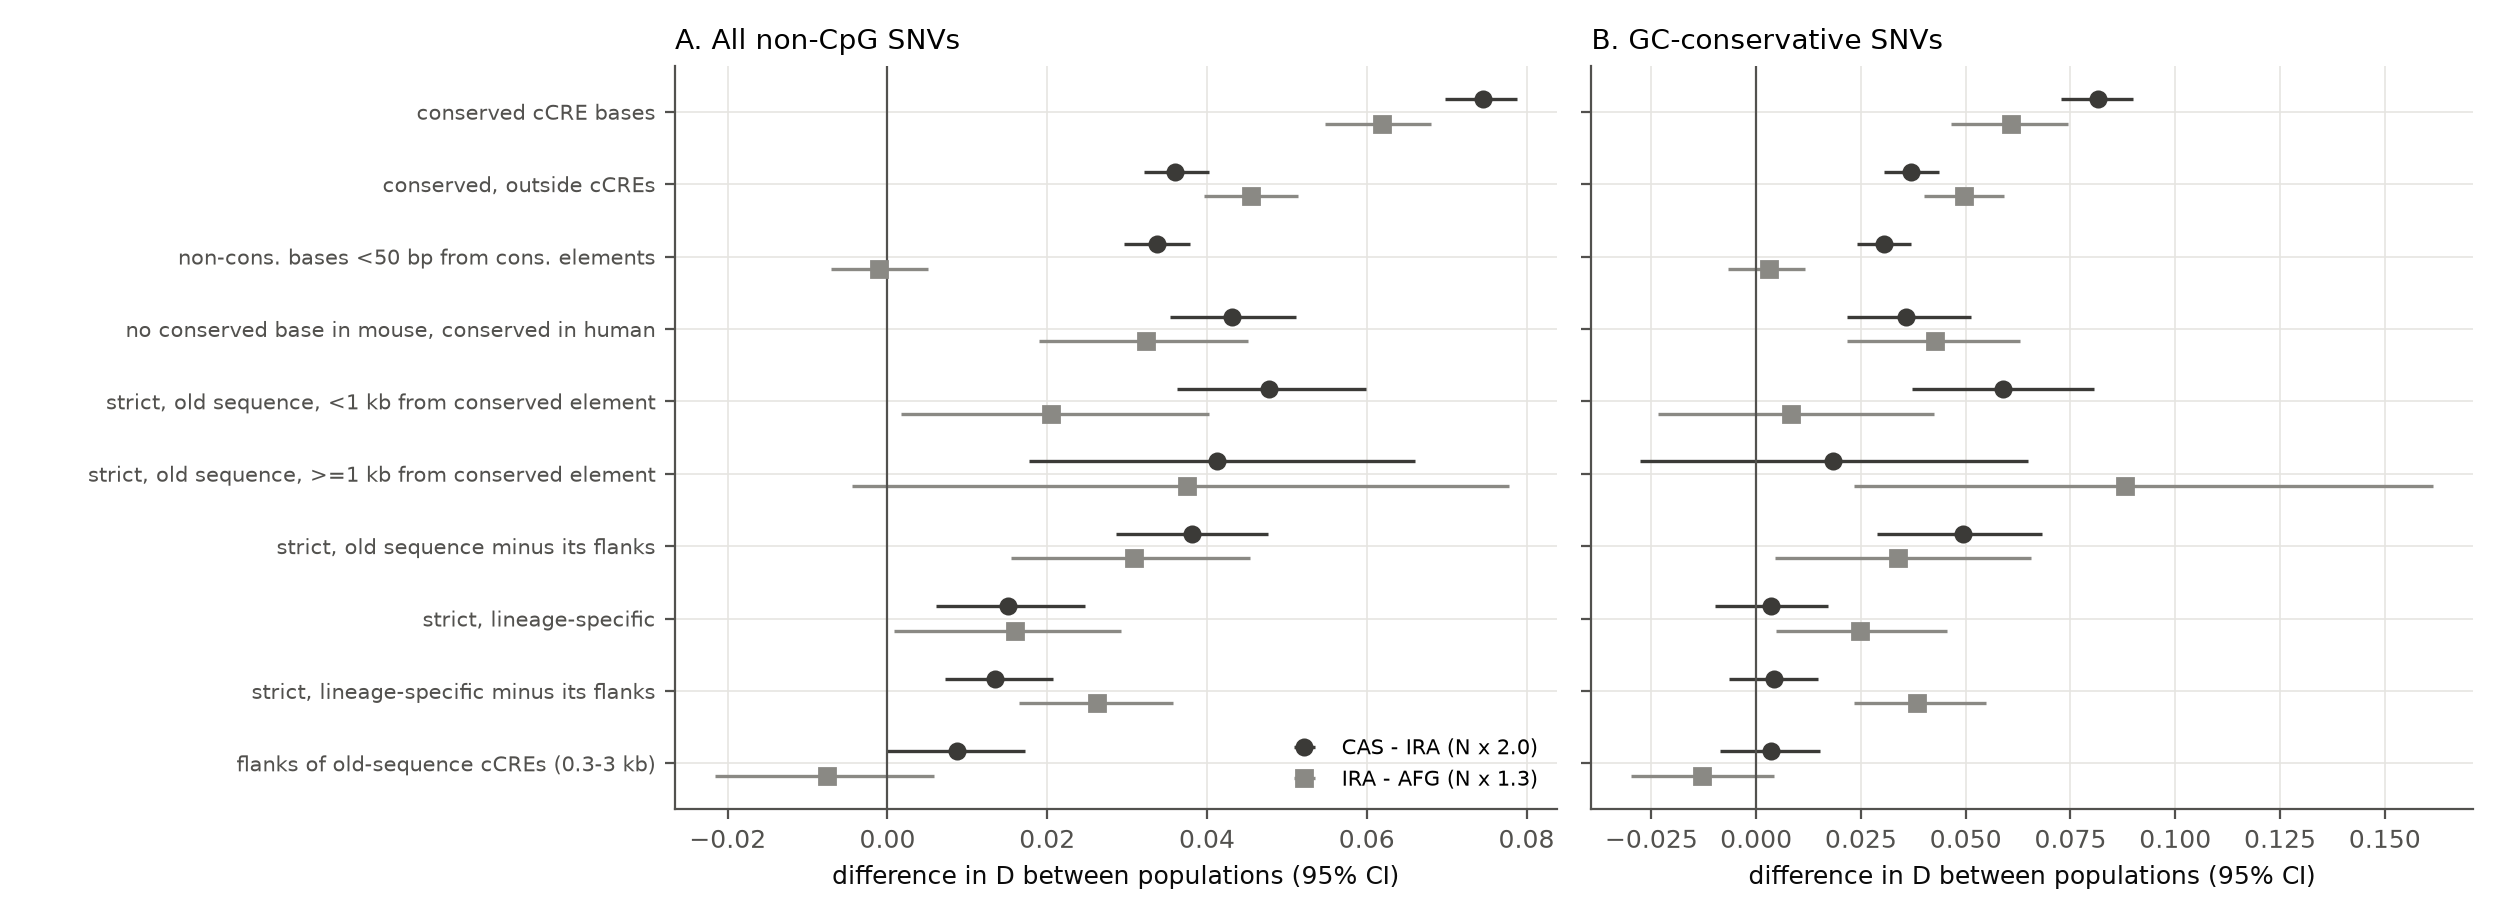 A. All non-CpG SNVs
B. GC-conservative SNVs
conserved cCRE bases
conserved, outside cCREs
non-cons. bases <50 bp from cons. elements
no conserved base in mouse, conserved in human
strict, old sequence, <1 kb from conserved element
strict, old sequence, >=1 kb from conserved element
strict, old sequence minus its flanks
strict, lineage-specific
strict, lineage-specific minus its flanks
flanks of old-sequence cCREs (0.3-3 kb)
CAS - IRA (N x 2.0)
IRA - AFG (N x 1.3)
−0.02 0.00 0.02 0.04 0.06 0.08
−0.025 0.000 0.025 0.050 0.075 0.100 0.125 0.150
difference in D between populations (95% CI)
difference in D between populations (95% CI)